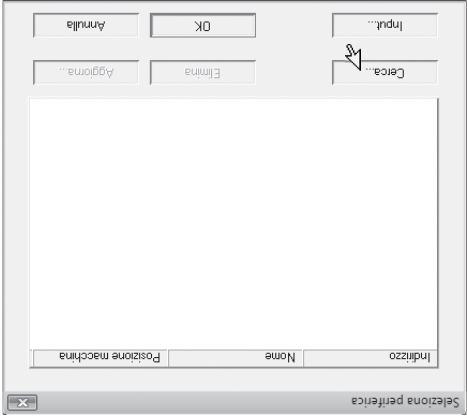 Seleziona periferica
Indirizzo Nome Posizione macchina
Cerca... Elimina Aggiorna...
Input... OK Annulla